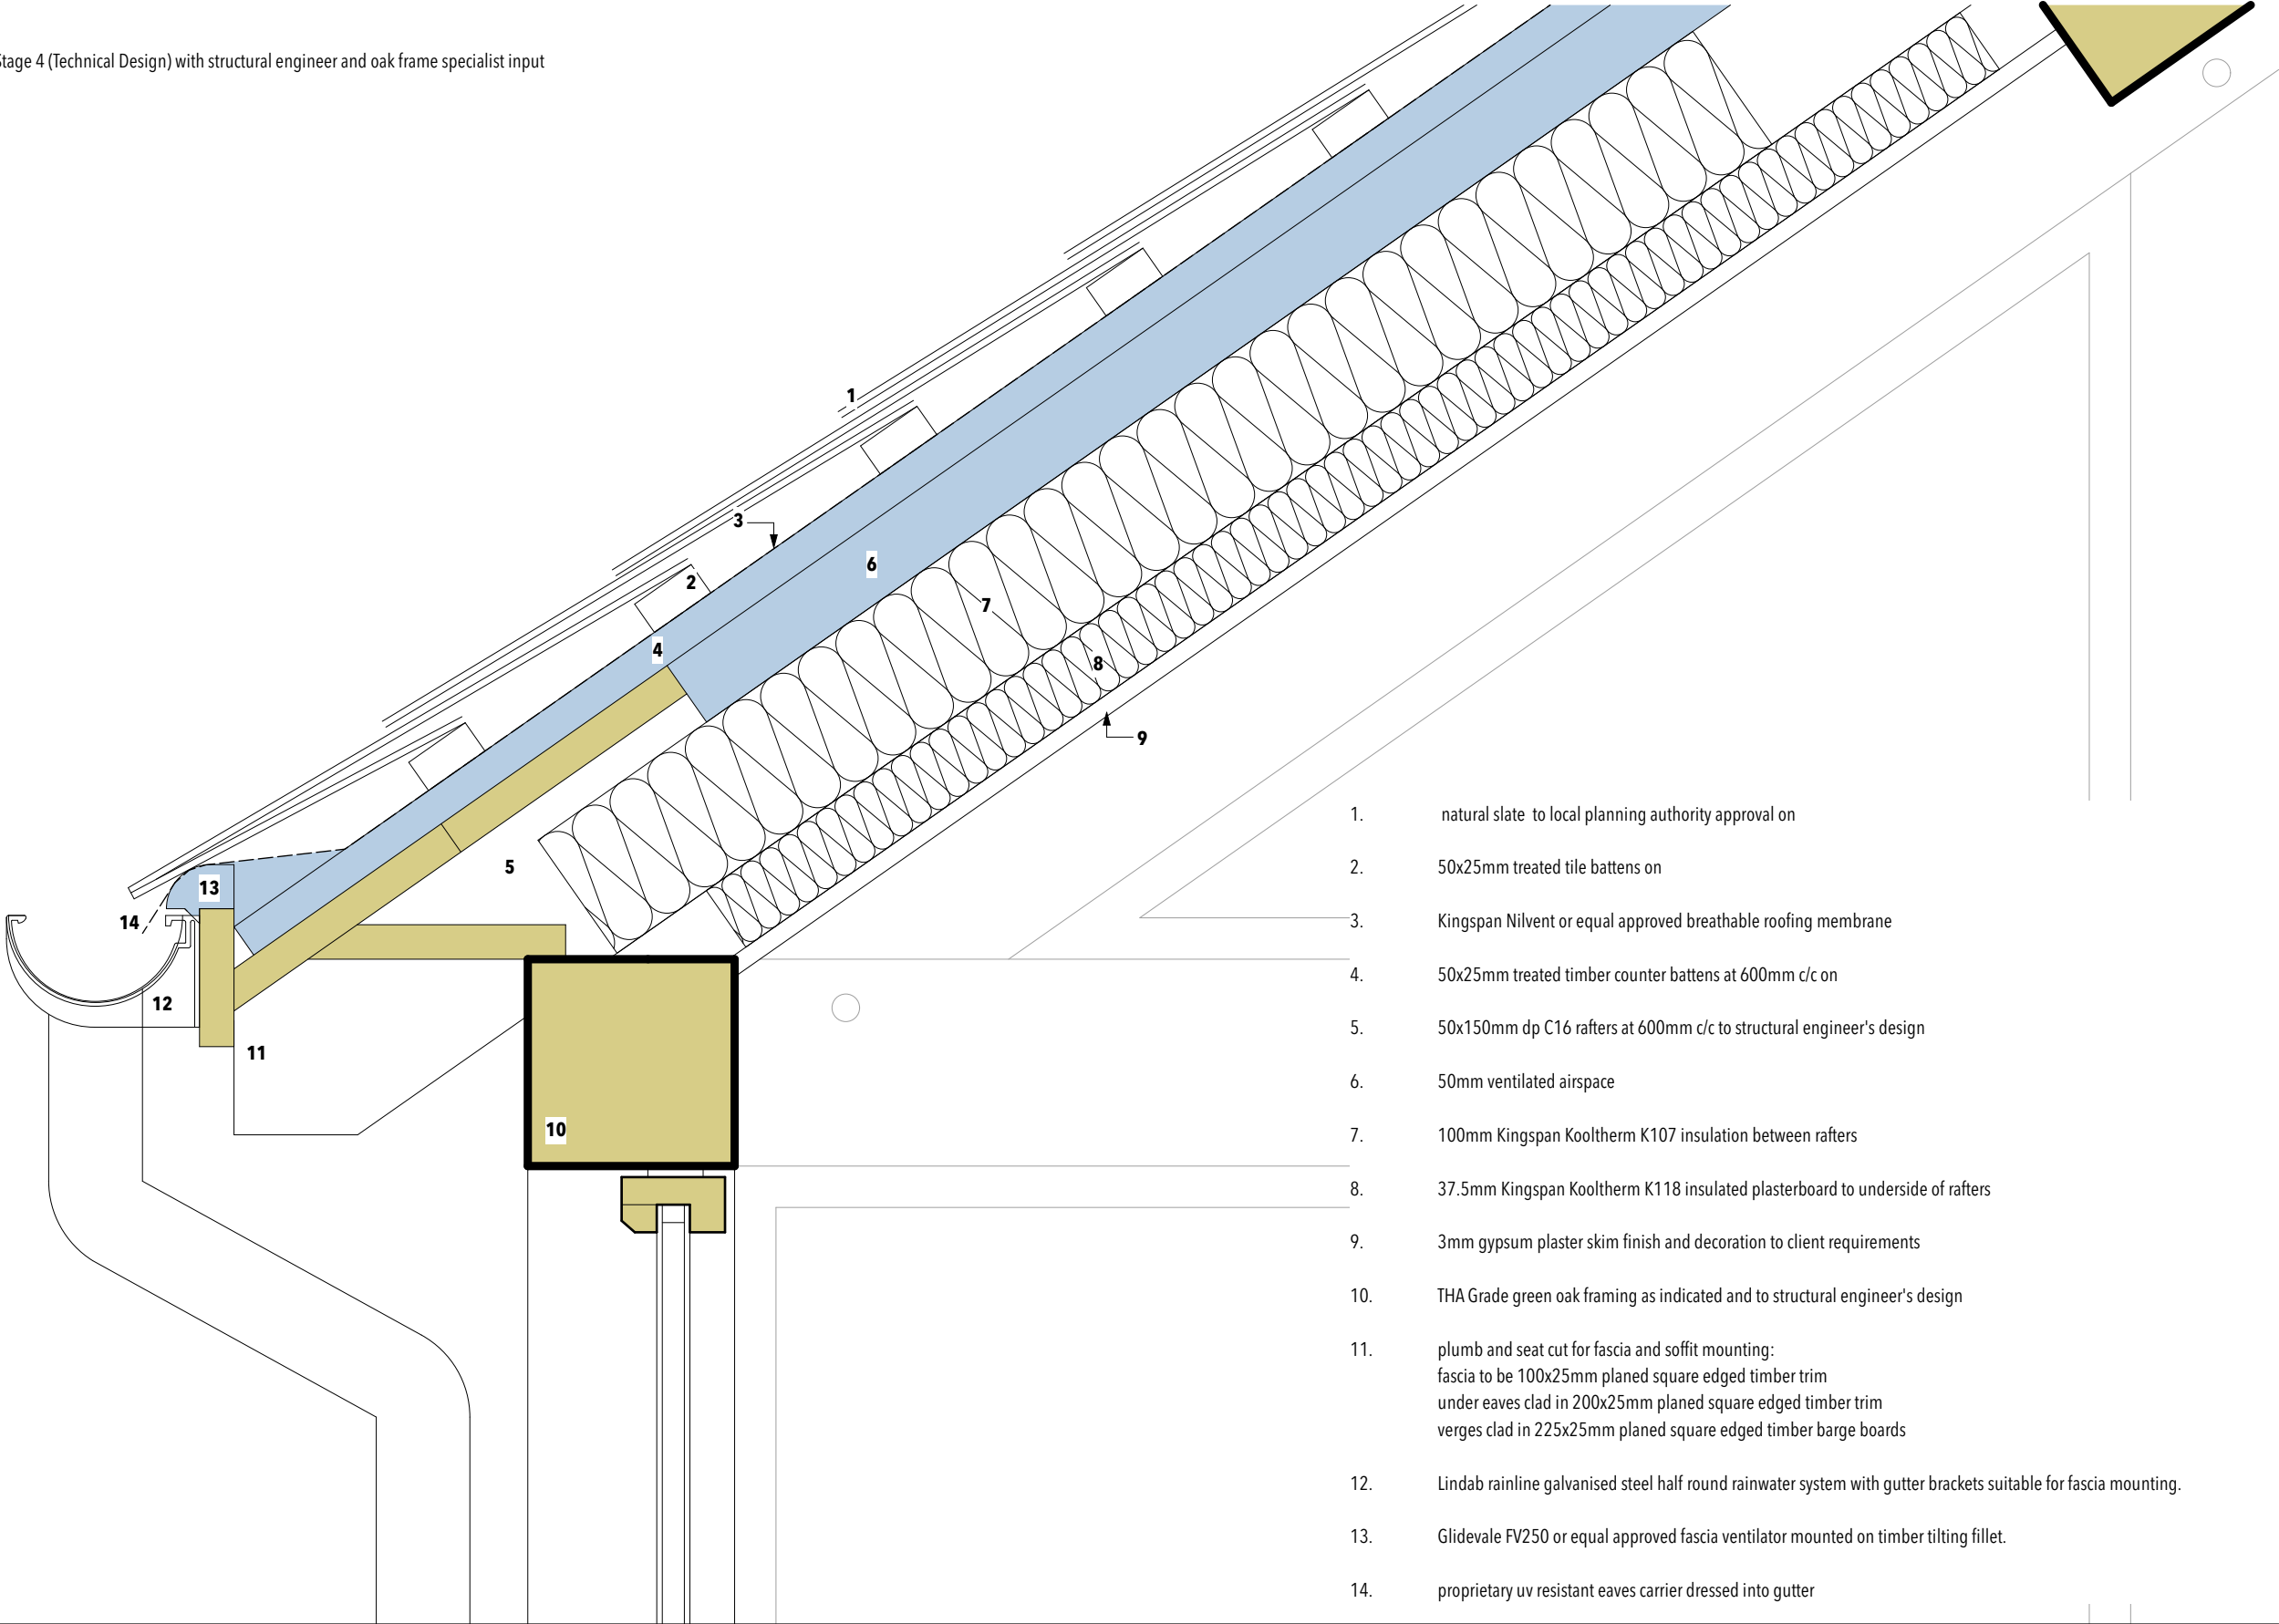 Stage 4 (Technical Design) with structural engineer and oak frame specialist input
1
3
2
6
7
4
8
9
5
13
14
12
11
10
1. natural slate to local planning authority approval on
2. 50x25mm treated tile battens on
3. Kingspan Nilvent or equal approved breathable roofing membrane
4. 50x25mm treated timber counter battens at 600mm c/c on
5. 50x150mm dp C16 rafters at 600mm c/c to structural engineer's design
6. 50mm ventilated airspace
7. 100mm Kingspan Kooltherm K107 insulation between rafters
8. 37.5mm Kingspan Kooltherm K118 insulated plasterboard to underside of rafters
9. 3mm gypsum plaster skim finish and decoration to client requirements
10. THA Grade green oak framing as indicated and to structural engineer's design
11. plumb and seat cut for fascia and soffit mounting:
fascia to be 100x25mm planed square edged timber trim
under eaves clad in 200x25mm planed square edged timber trim
verges clad in 225x25mm planed square edged timber barge boards
12. Lindab rainline galvanised steel half round rainwater system with gutter brackets suitable for fascia mounting.
13. Glidevale FV250 or equal approved fascia ventilator mounted on timber tilting fillet.
14. proprietary uv resistant eaves carrier dressed into gutter